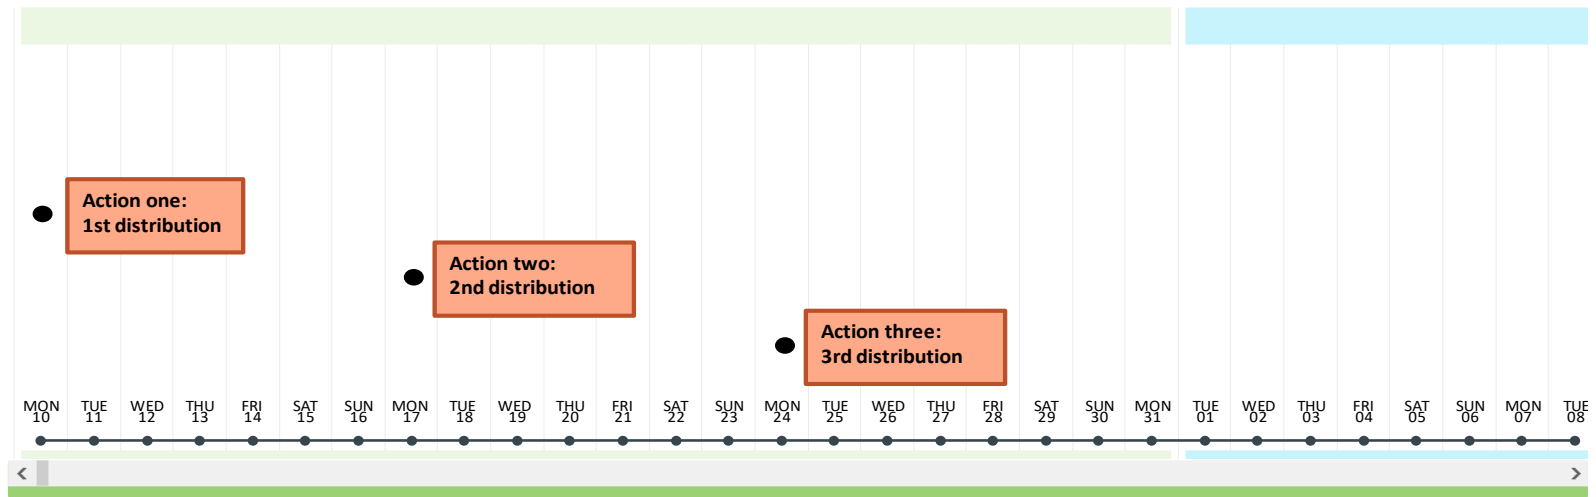 Action one:
1st distribution
Action two:
2nd distribution
Action three:
3rd distribution
MON TUE WED THU FRI SAT SUN MON TUE WED THU FRI SAT SUN MON TUE WED THU FRI SAT SUN MON TUE WED THU FRI SAT SUN MON TUE
10 11 12 13 14 15 16 17 18 19 20 21 22 23 24 25 26 27 28 29 30 31 01 02 03 04 05 06 07 08